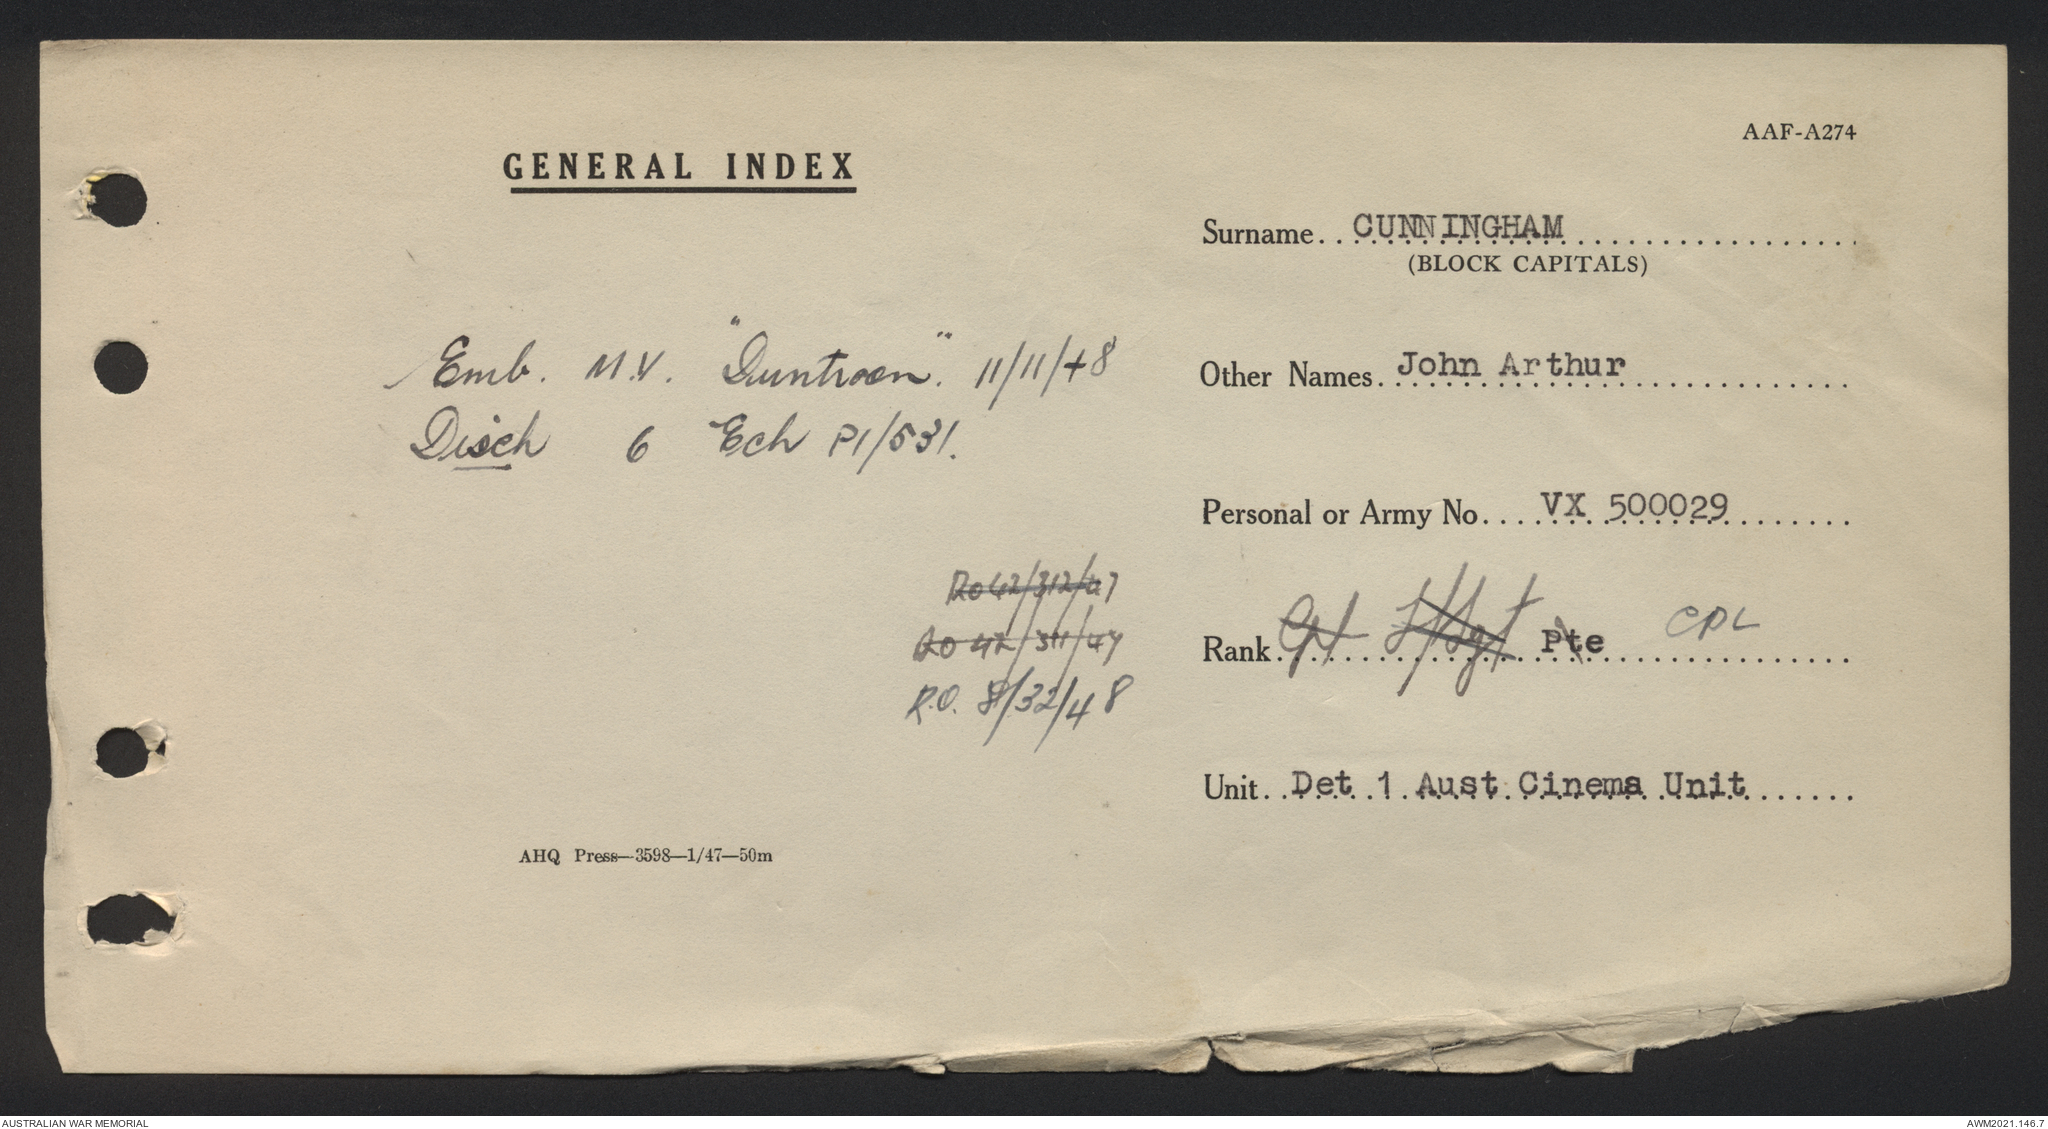 AAF-A274
GENERAL INDEX
Surname CUNNINGHAM
(BLOCK CAPITALS)
Emb. M.V. "Duntroon". 11/11/48
Other Names John Arthur
Disch 6 Ech P1/531.
Personal or Army No. VX 500029
RO 42/312/47
RO 42/311/47
Rank Cpl L/Sgt Pte CPL
R.O. 8/32/48
Unit Det 1 Aust Cinema Unit
AHQ Press—3598—1/47—50m
AUSTRALIAN WAR MEMORIAL
AWM2021.146.7